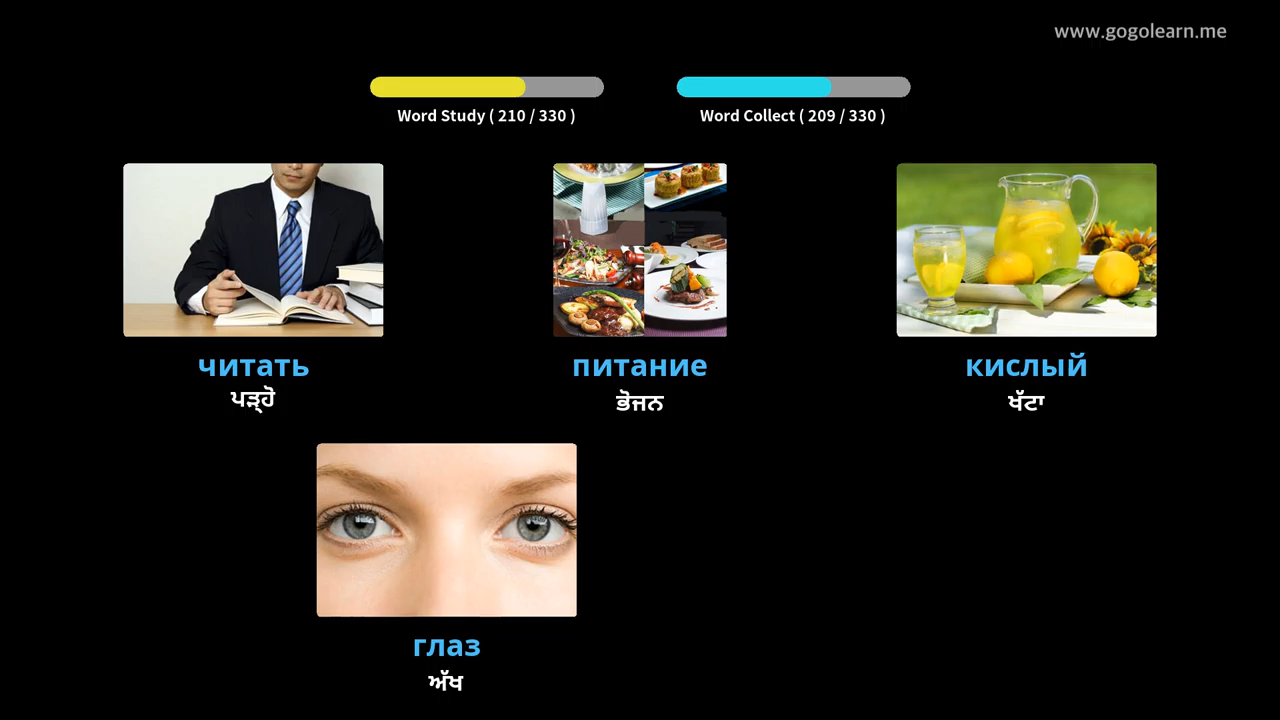 www.gogolearn.me
Word Study ( 210 / 330 )
Word Collect ( 209 / 330 )
читать
ਪੜ੍ਹੋ
питание
ਭੋਜਨ
кислый
ਖੱਟਾ
глаз
ਅੱਖ